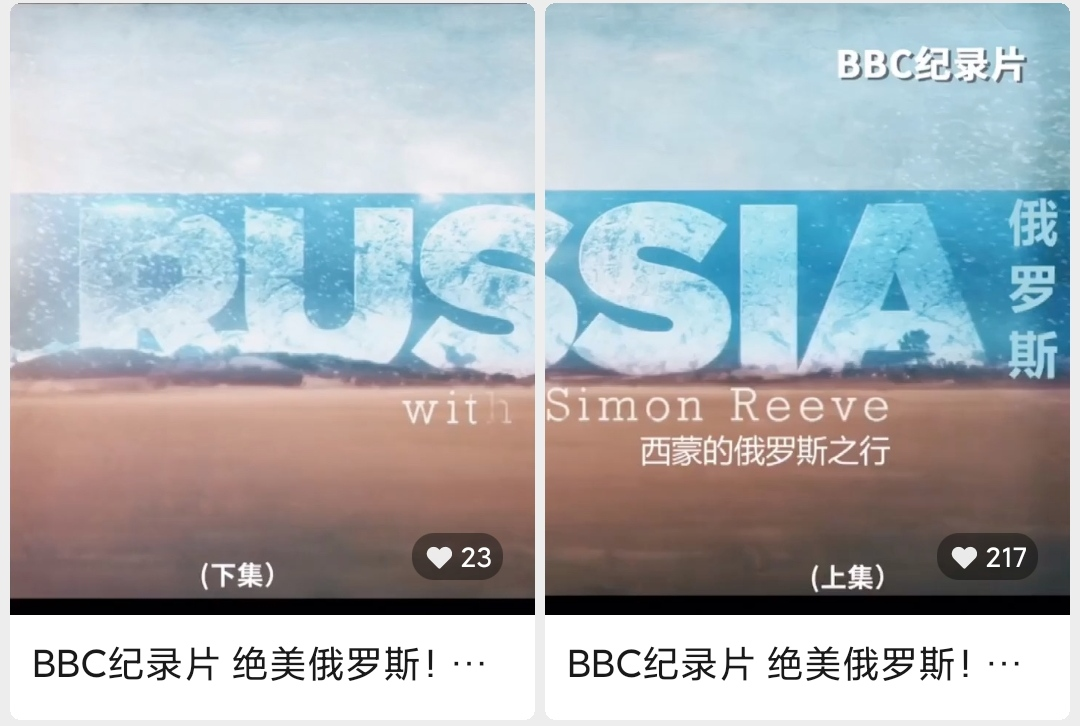 BBC纪录片
RUSSIA
俄罗斯
with Simon Reeve
西蒙的俄罗斯之行
(下集)
23
(上集)
217
BBC纪录片 绝美俄罗斯！···
BBC纪录片 绝美俄罗斯！···